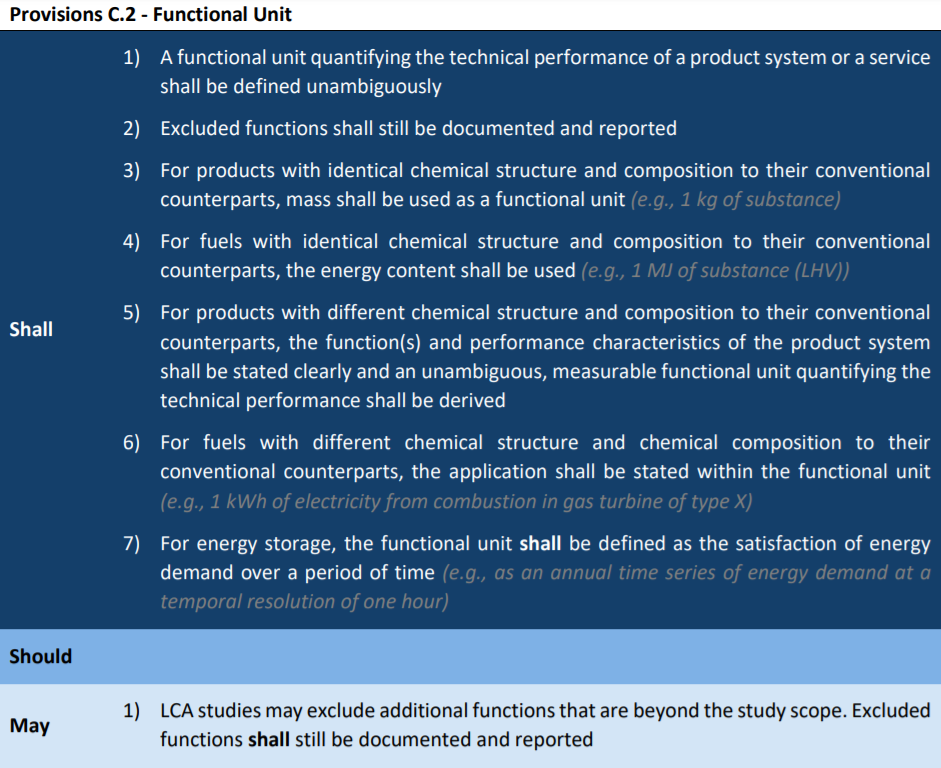 Provisions C.2 - Functional Unit
1) A functional unit quantifying the technical performance of a product system or a service
shall be defined unambiguously
2) Excluded functions shall still be documented and reported
3) For products with identical chemical structure and composition to their conventional
counterparts, mass shall be used as a functional unit (e.g., 1 kg of substance)
4) For fuels with identical chemical structure and composition to their conventional
counterparts, the energy content shall be used (e.g., 1 MJ of substance (LHV))
Shall
5) For products with different chemical structure and composition to their conventional
counterparts, the function(s) and performance characteristics of the product system
shall be stated clearly and an unambiguous, measurable functional unit quantifying the
technical performance shall be derived
6) For fuels with different chemical structure and chemical composition to their
conventional counterparts, the application shall be stated within the functional unit
(e.g., 1 kWh of electricity from combustion in gas turbine of type X)
7) For energy storage, the functional unit shall be defined as the satisfaction of energy
demand over a period of time (e.g., as an annual time series of energy demand at a
temporal resolution of one hour)
Should
May
1) LCA studies may exclude additional functions that are beyond the study scope. Excluded
functions shall still be documented and reported